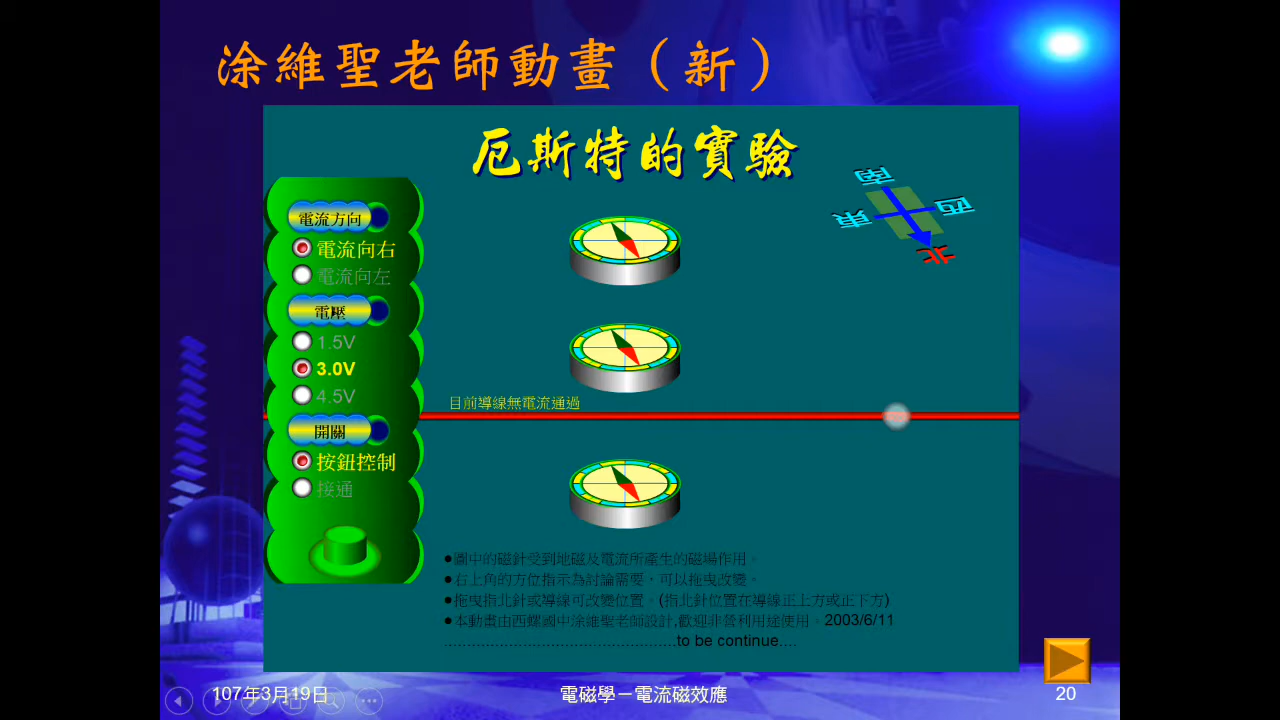 涂維聖老師動畫（新）
厄斯特的實驗
南
西
東
北
電流方向
電流向右
電流向左
電壓
1.5V
3.0V
4.5V
目前導線無電流通過
開關
按鈕控制
接通
●圖中的磁針受到地磁及電流所產生的磁場作用。
●右上角的方位指示為討論需要，可以拖曳改變。
●拖曳指北針或導線可改變位置。(指北針位置在導線正上方或正下方)
●本動畫由西螺國中涂維聖老師設計,歡迎非營利用途使用。2003/6/11
..................................................to be continue....
107年3月19日
電磁學－電流磁效應
20